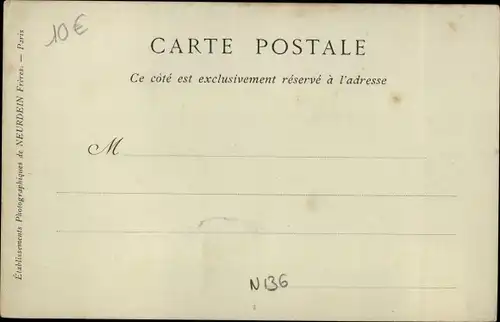 10€
CARTE POSTALE
Ce côté est exclusivement réservé à l'adresse
M
N136
Établissements Photographiques de NEURDEIN Frères. — Paris